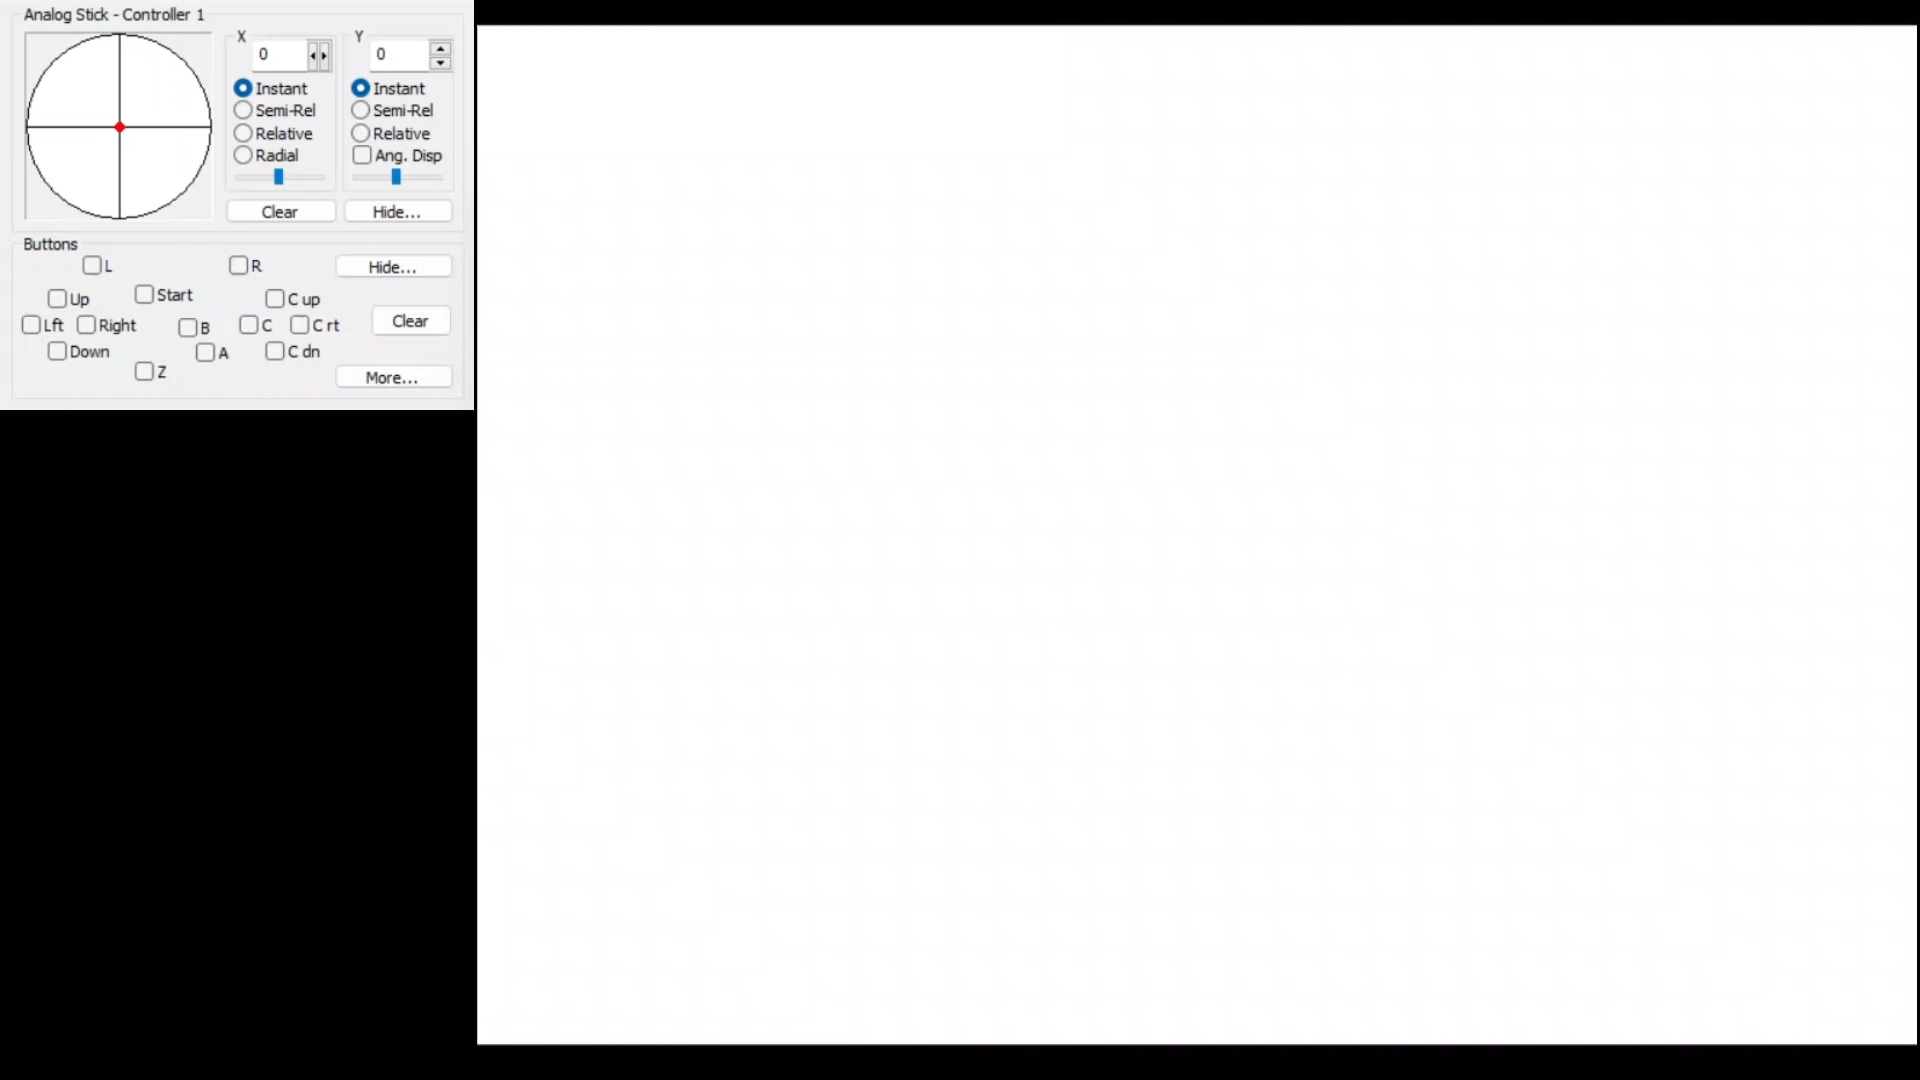 Analog Stick - Controller 1
X
0
Y
0
Instant
Instant
Semi-Rel
Semi-Rel
Relative
Relative
Radial
Ang. Disp
Clear
Hide...
Buttons
L
R
Hide...
Up
Start
C up
Lft
Right
B
C
C rt
Clear
Down
A
C dn
Z
More...